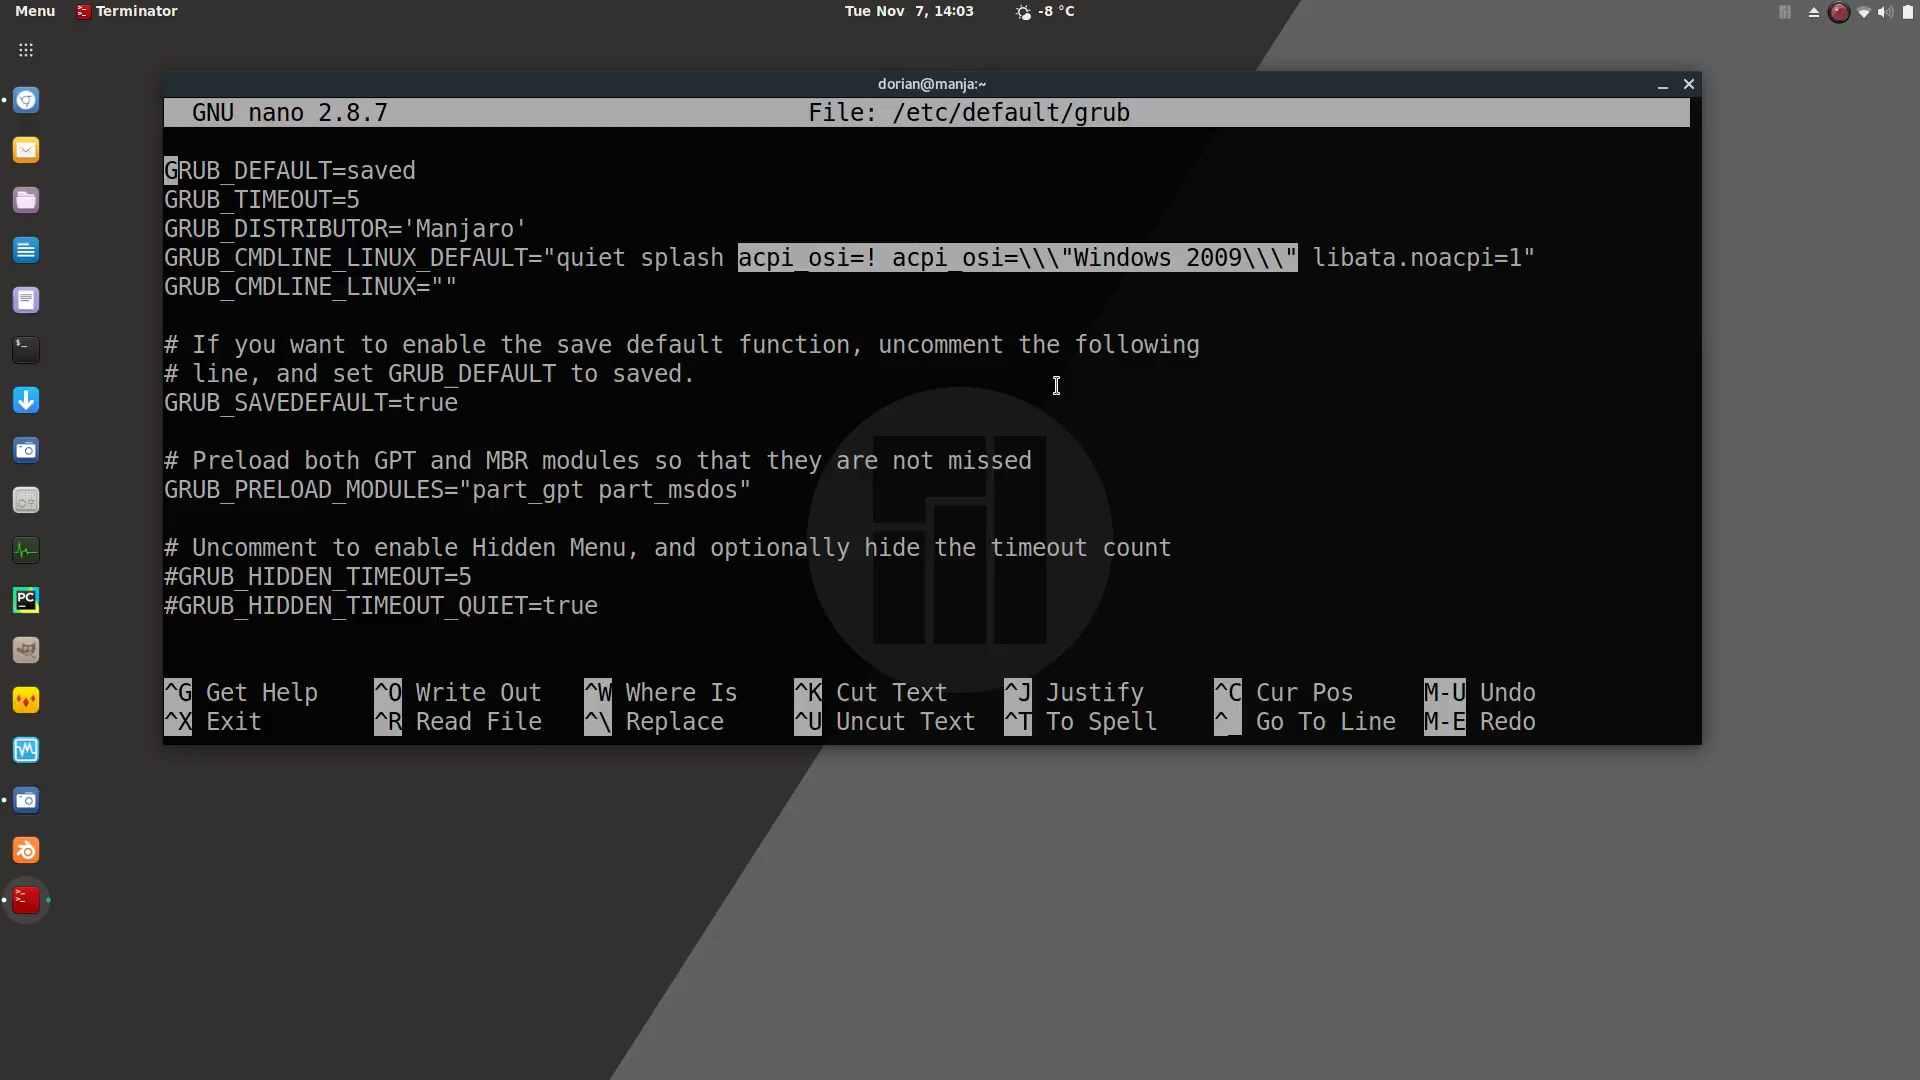 Menu Terminator Tue Nov 7, 14:03 -8 °C
dorian@manja:~
GNU nano 2.8.7 File: /etc/default/grub
GRUB_DEFAULT=saved
GRUB_TIMEOUT=5
GRUB_DISTRIBUTOR='Manjaro'
GRUB_CMDLINE_LINUX_DEFAULT="quiet splash acpi_osi=! acpi_osi=\\\"Windows 2009\\\" libata.noacpi=1"
GRUB_CMDLINE_LINUX=""
# If you want to enable the save default function, uncomment the following
# line, and set GRUB_DEFAULT to saved.
GRUB_SAVEDEFAULT=true
# Preload both GPT and MBR modules so that they are not missed
GRUB_PRELOAD_MODULES="part_gpt part_msdos"
# Uncomment to enable Hidden Menu, and optionally hide the timeout count
#GRUB_HIDDEN_TIMEOUT=5
#GRUB_HIDDEN_TIMEOUT_QUIET=true
^G Get Help ^O Write Out ^W Where Is ^K Cut Text ^J Justify ^C Cur Pos M-U Undo
^X Exit ^R Read File ^\ Replace ^U Uncut Text ^T To Spell ^_ Go To Line M-E Redo
PC